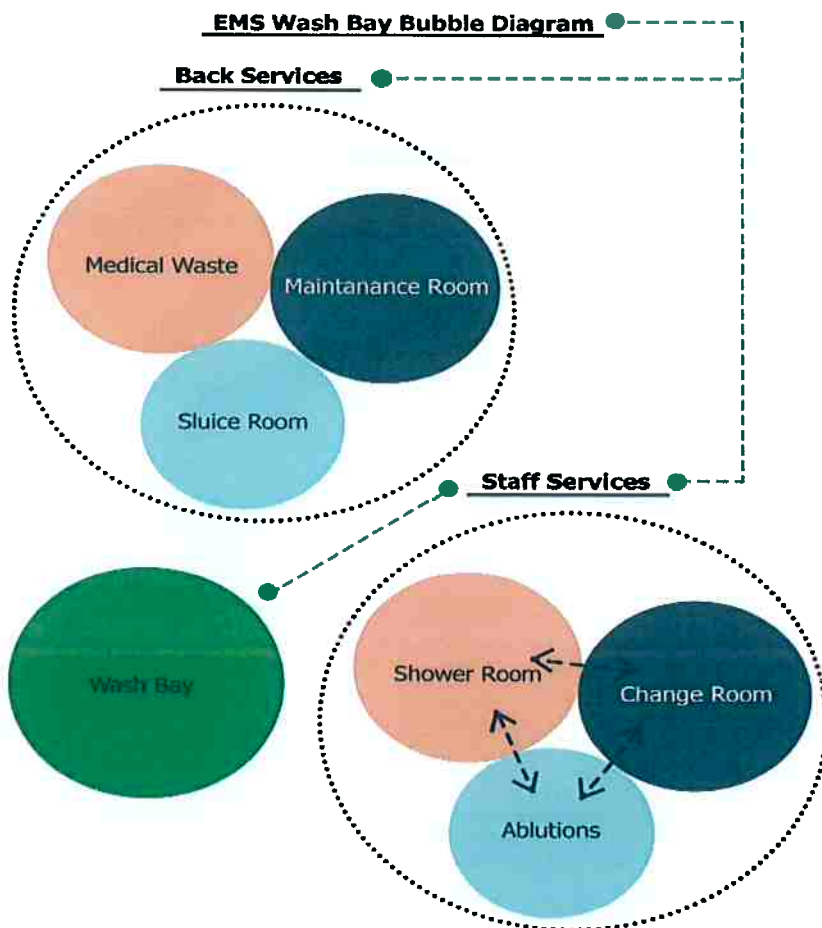 EMS Wash Bay Bubble Diagram
Back Services
Medical Waste
Maintanance Room
Sluice Room
Staff Services
Wash Bay
Shower Room
Change Room
Ablutions